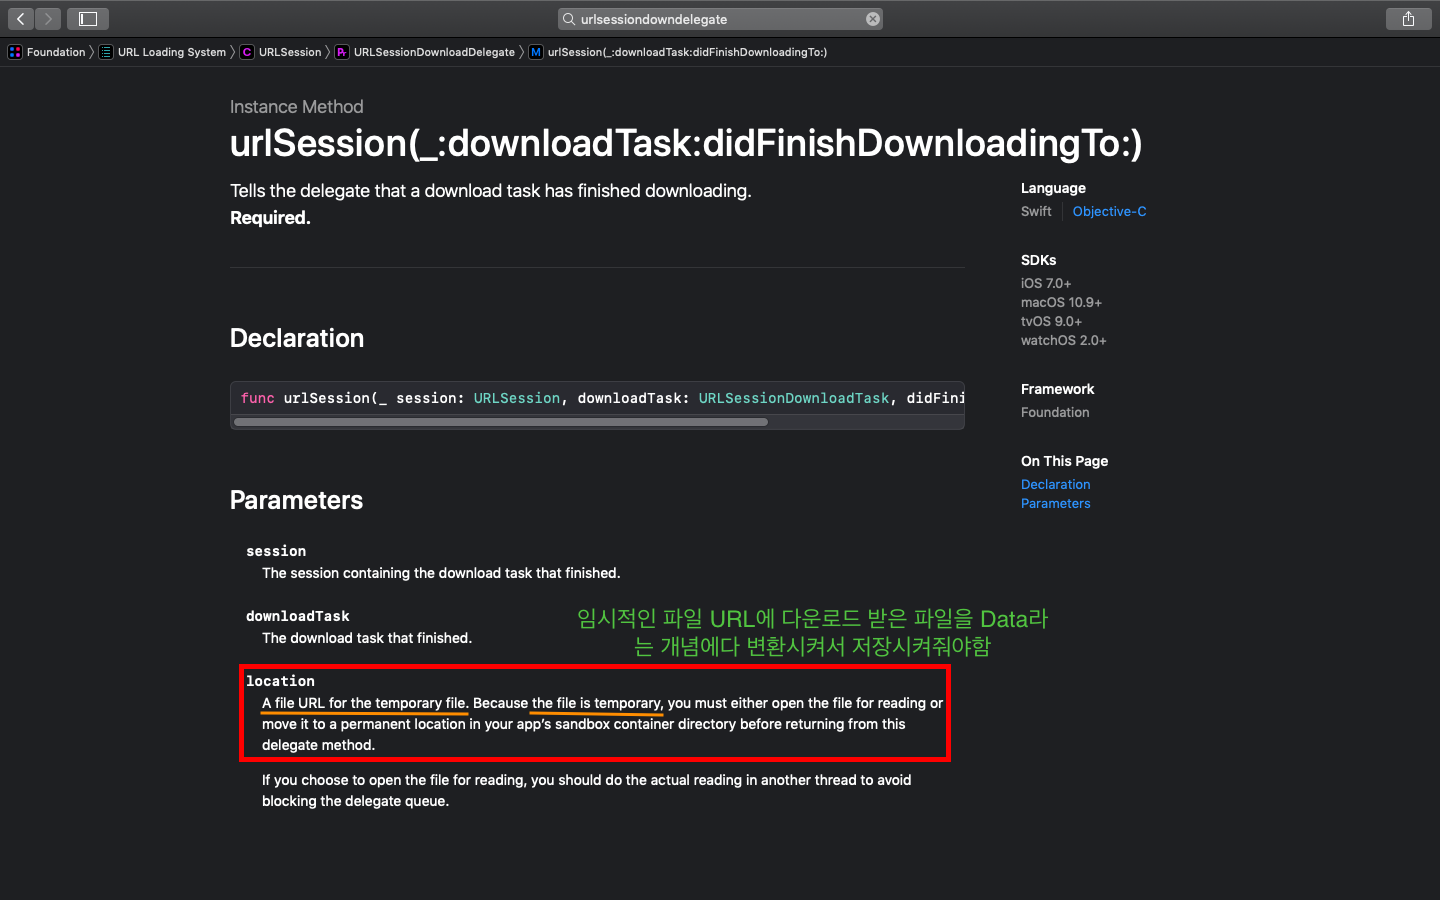 urlsessiondowndelegate
Foundation
URL Loading System
C URLSession
Pr URLSessionDownloadDelegate
M urlSession(_:downloadTask:didFinishDownloadingTo:)
Instance Method
urlSession(_:downloadTask:didFinishDownloadingTo:)
Tells the delegate that a download task has finished downloading.
Required.
Language
Swift
Objective-C
SDKs
iOS 7.0+
macOS 10.9+
tvOS 9.0+
watchOS 2.0+
Declaration
func urlSession(_ session: URLSession, downloadTask: URLSessionDownloadTask, didFini
Framework
Foundation
On This Page
Declaration
Parameters
Parameters
session
The session containing the download task that finished.
downloadTask
The download task that finished.
임시적인 파일 URL에 다운로드 받은 파일을 Data라
는 개념에다 변환시켜서 저장시켜줘야함
location
A file URL for the temporary file. Because the file is temporary, you must either open the file for reading or
move it to a permanent location in your app's sandbox container directory before returning from this
delegate method.
If you choose to open the file for reading, you should do the actual reading in another thread to avoid
blocking the delegate queue.